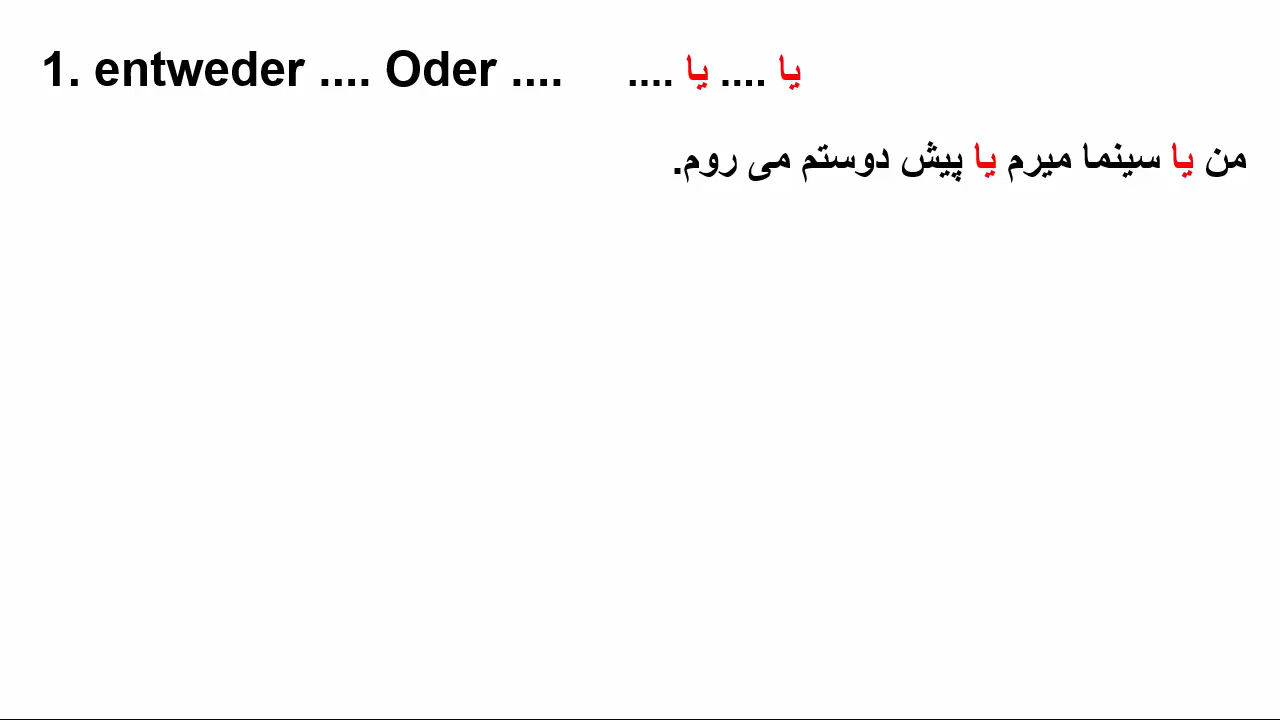 1. entweder .... Oder .... یا .... یا ....
من یا سینما میرم یا پیش دوستم می روم.